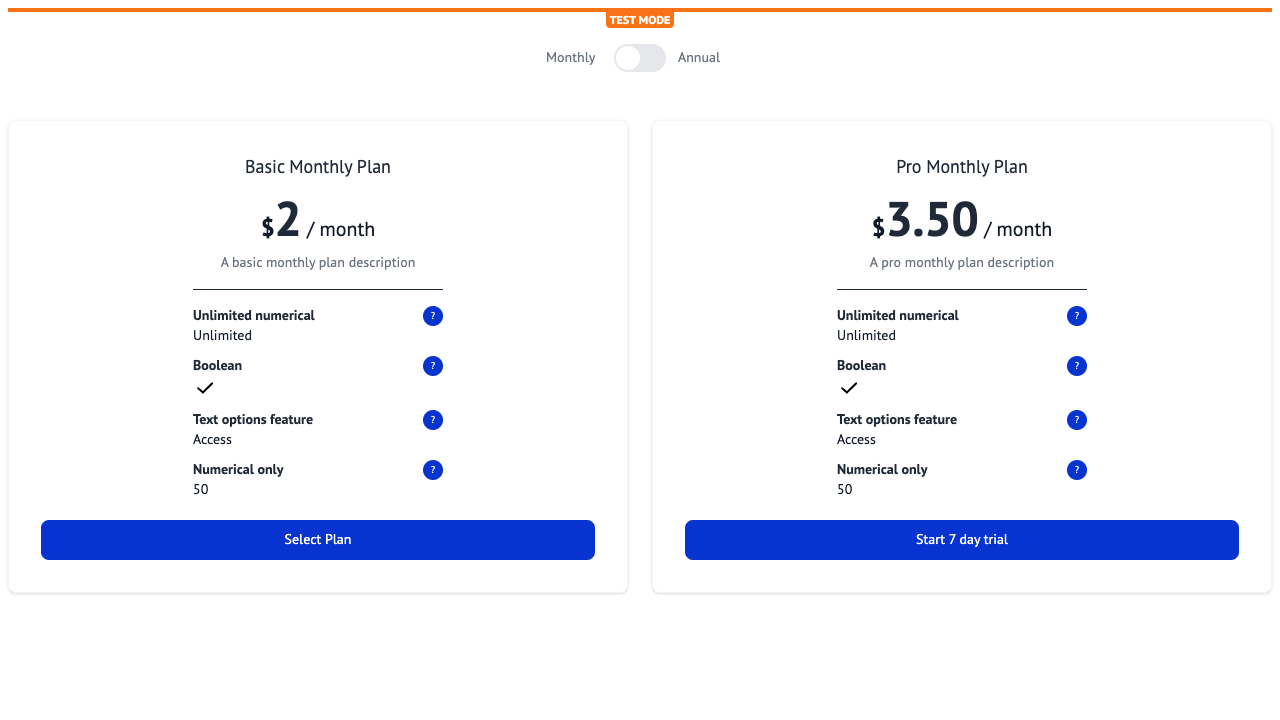 TEST MODE
Monthly Annual
Basic Monthly Plan
$2 / month
A basic monthly plan description
Unlimited numerical ?
Unlimited
Boolean ?
Text options feature ?
Access
Numerical only ?
50
Select Plan
Pro Monthly Plan
$3.50 / month
A pro monthly plan description
Unlimited numerical ?
Unlimited
Boolean ?
Text options feature ?
Access
Numerical only ?
50
Start 7 day trial